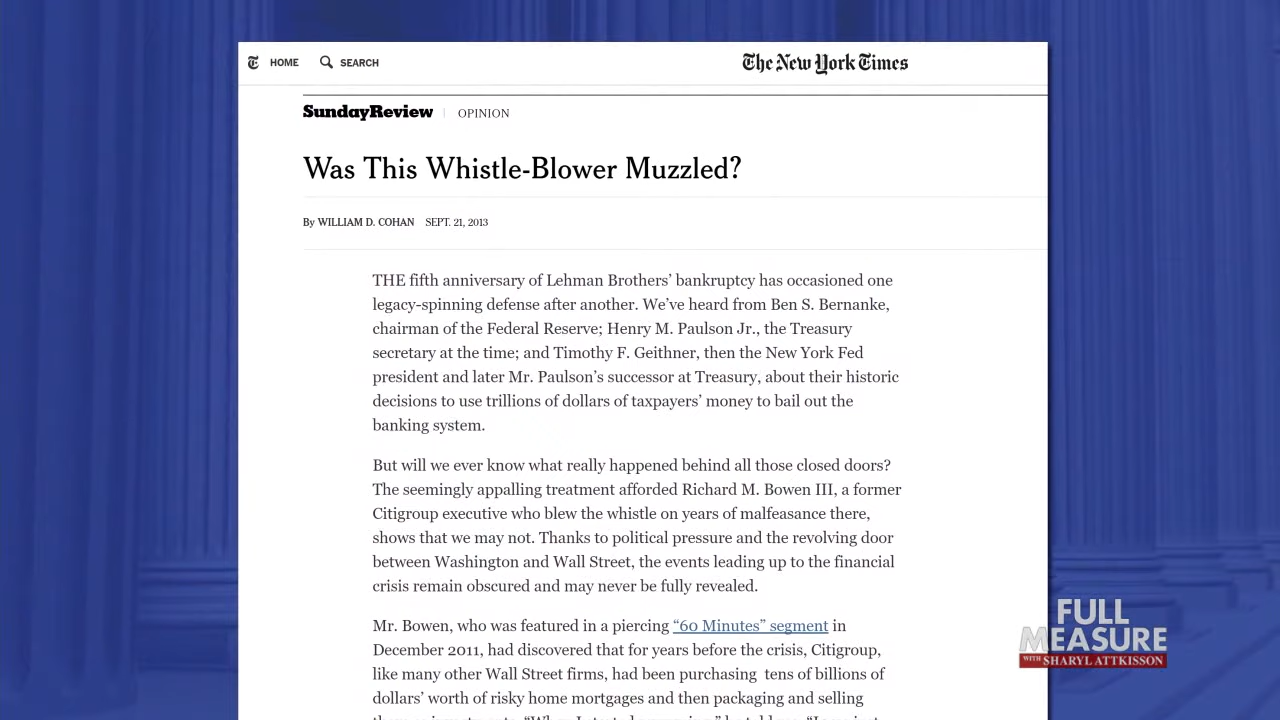 HOME SEARCH The New York Times
SundayReview OPINION
Was This Whistle-Blower Muzzled?
By WILLIAM D. COHAN SEPT. 21, 2013
THE fifth anniversary of Lehman Brothers’ bankruptcy has occasioned one
legacy-spinning defense after another. We’ve heard from Ben S. Bernanke,
chairman of the Federal Reserve; Henry M. Paulson Jr., the Treasury
secretary at the time; and Timothy F. Geithner, then the New York Fed
president and later Mr. Paulson’s successor at Treasury, about their historic
decisions to use trillions of dollars of taxpayers’ money to bail out the
banking system.
But will we ever know what really happened behind all those closed doors?
The seemingly appalling treatment afforded Richard M. Bowen III, a former
Citigroup executive who blew the whistle on years of malfeasance there,
shows that we may not. Thanks to political pressure and the revolving door
between Washington and Wall Street, the events leading up to the financial
crisis remain obscured and may never be fully revealed.
Mr. Bowen, who was featured in a piercing “60 Minutes” segment in
December 2011, had discovered that for years before the crisis, Citigroup,
like many other Wall Street firms, had been purchasing tens of billions of
dollars’ worth of risky home mortgages and then packaging and selling
FULL
MEASURE
WITH SHARYL ATTKISSON